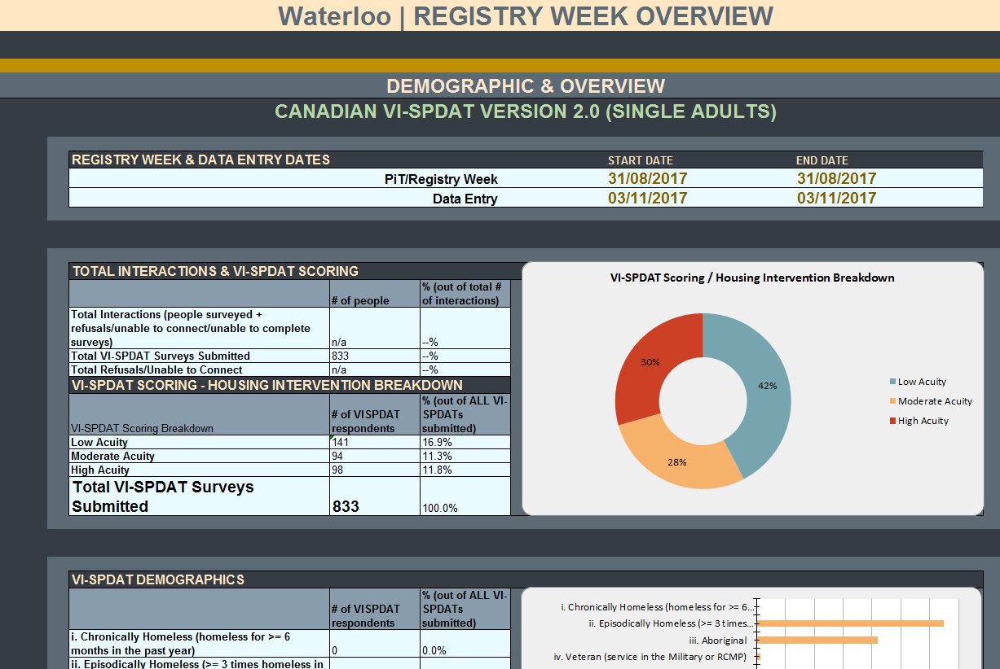 Waterloo | REGISTRY WEEK OVERVIEW
DEMOGRAPHIC & OVERVIEW
CANADIAN VI-SPDAT VERSION 2.0 (SINGLE ADULTS)
REGISTRY WEEK & DATA ENTRY DATES START DATE END DATE
PiT/Registry Week 31/08/2017 31/08/2017
Data Entry 03/11/2017 03/11/2017
TOTAL INTERACTIONS & VI-SPDAT SCORING
# of people
% (out of total #
of interactions)
Total Interactions (people surveyed +
refusals/unable to connect/unable to complete
surveys) n/a --%
Total VI-SPDAT Surveys Submitted 833 --%
Total Refusals/Unable to Connect n/a --%
VI-SPDAT SCORING - HOUSING INTERVENTION BREAKDOWN
VI-SPDAT Scoring Breakdown
# of VISPDAT
respondents
% (out of ALL VI-
SPDATs
submitted)
Low Acuity 141 16.9%
Moderate Acuity 94 11.3%
High Acuity 98 11.8%
Total VI-SPDAT Surveys
Submitted 833 100.0%
VI-SPDAT Scoring / Housing Intervention Breakdown
30%
42%
28%
Low Acuity
Moderate Acuity
High Acuity
VI-SPDAT DEMOGRAPHICS
# of VISPDAT
respondents
% (out of ALL VI-
SPDATs
submitted)
i. Chronically Homeless (homeless for >= 6
months in the past year) 0 0.0%
ii. Episodically Homeless (>= 3 times homeless in
i. Chronically Homeless (homeless for >= 6...
ii. Episodically Homeless (>= 3 times...
iii. Aboriginal
iv. Veteran (service in the Military or RCMP)